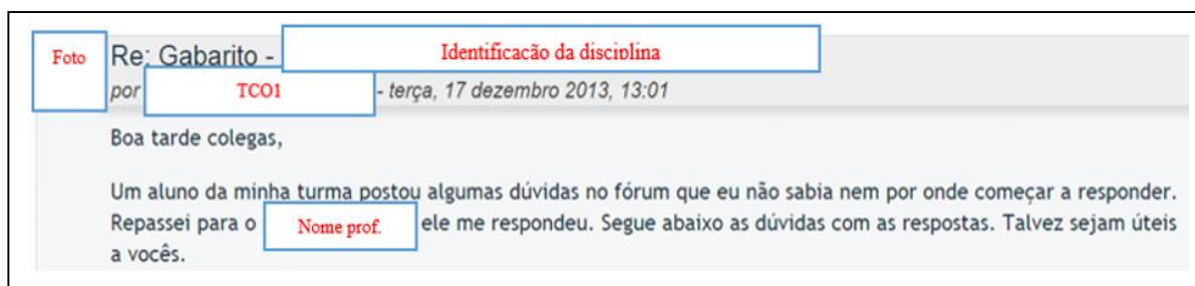 Foto
Re: Gabarito - Identificação da disciplina
por TCO1 - terça, 17 dezembro 2013, 13:01
Boa tarde colegas,
Um aluno da minha turma postou algumas dúvidas no fórum que eu não sabia nem por onde começar a responder.
Repassei para o Nome prof. ele me respondeu. Segue abaixo as dúvidas com as respostas. Talvez sejam úteis
a vocês.